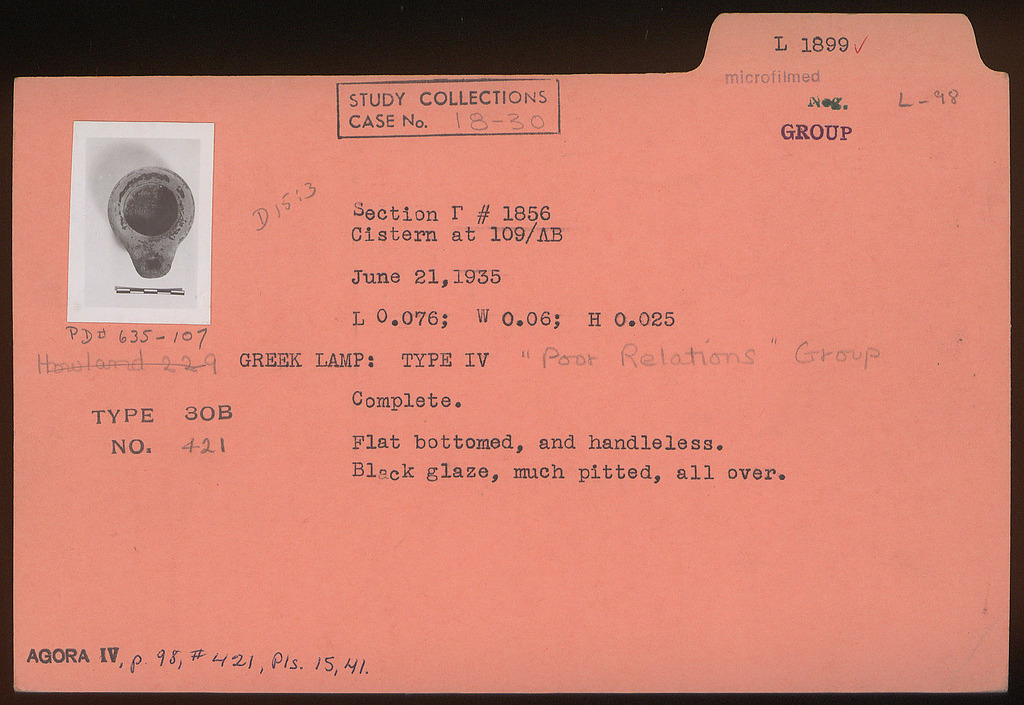 L 1899 ✓
microfilmed
Neg. L-98
GROUP
STUDY COLLECTIONS
CASE No. 18-30
D 15:3
Section Γ # 1856
Cistern at 109/ΛΒ
June 21,1935
L 0.076; W 0.06; H 0.025
PD# 635-107
Howland 229
GREEK LAMP: TYPE IV "Poor Relations" Group
Complete.
TYPE 30B
NO. 421
Flat bottomed, and handleless.
Black glaze, much pitted, all over.
AGORA IV, p. 98, # 421, Pls. 15, 41.